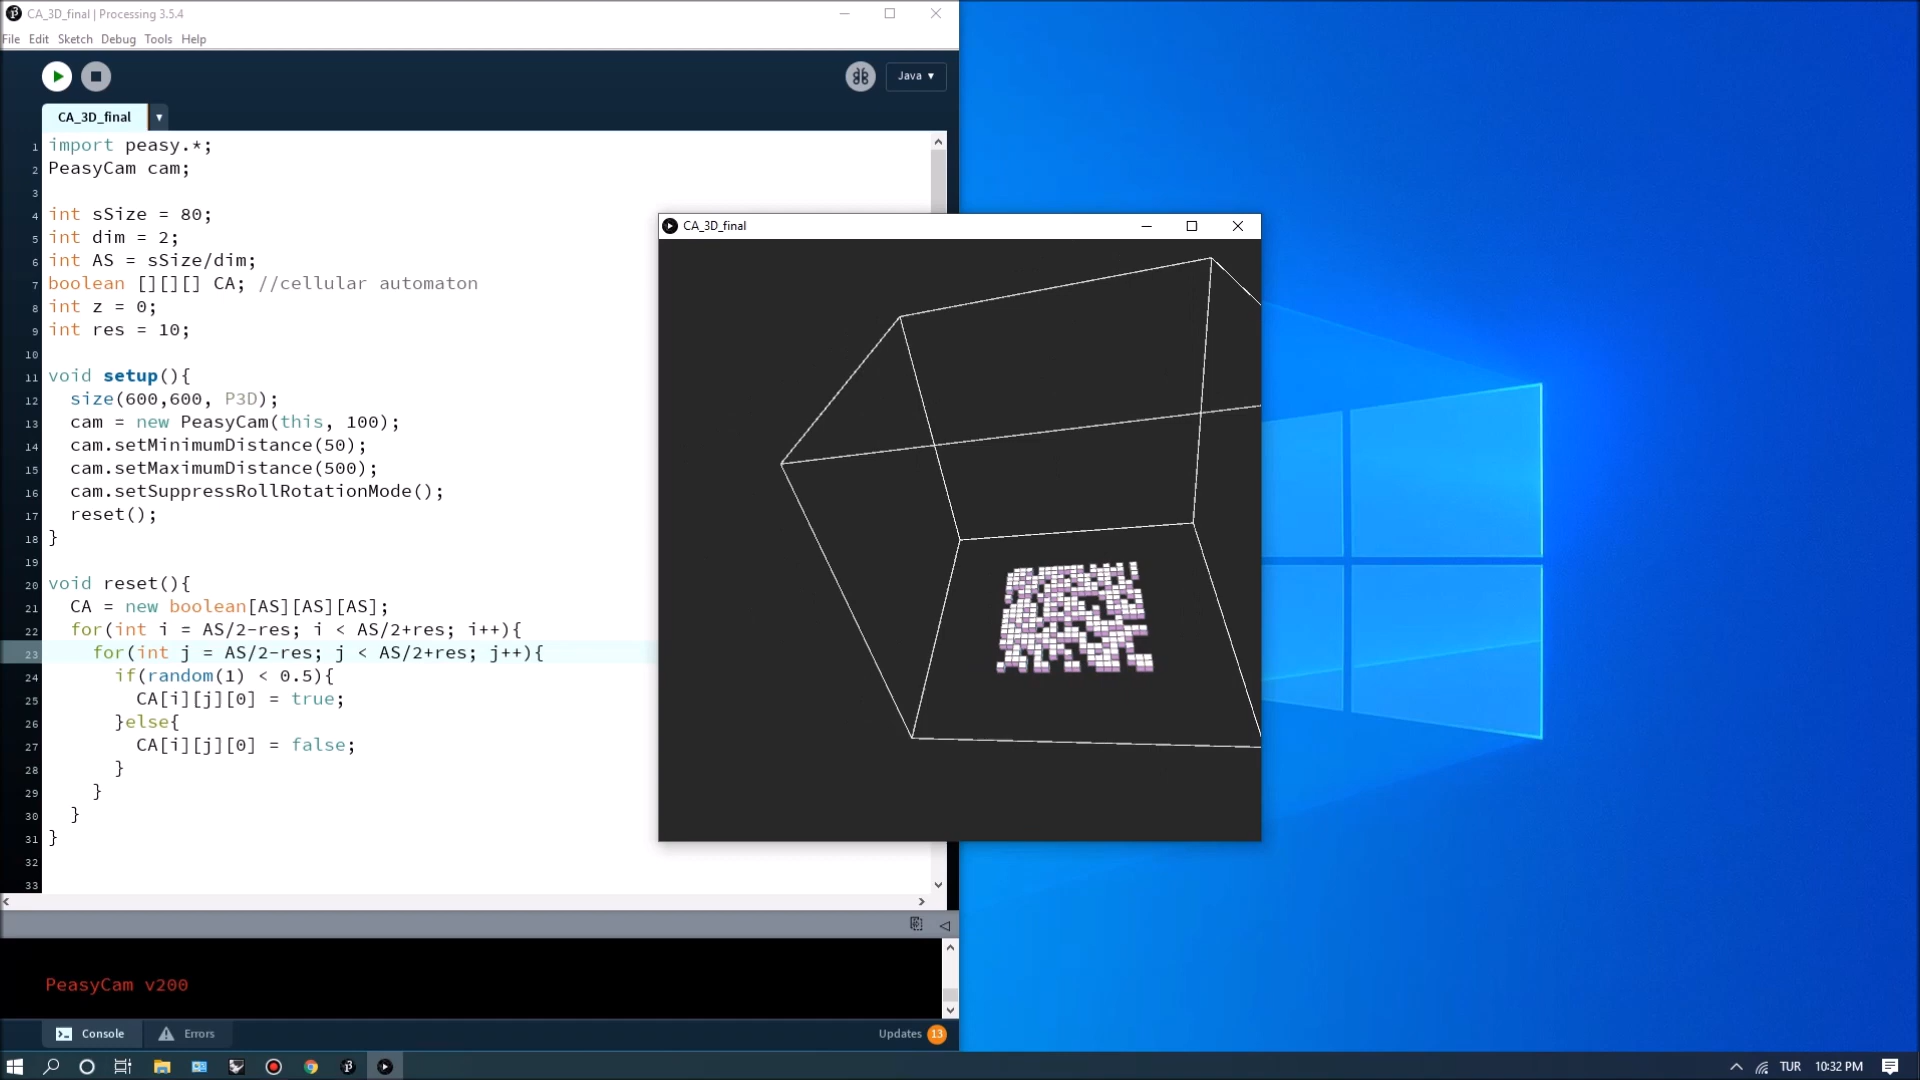 CA_3D_final | Processing 3.5.4
File Edit Sketch Debug Tools Help
Java ▼
CA_3D_final ▼
1 import peasy.*;
2 PeasyCam cam;
3
4 int sSize = 80;
5 int dim = 2;
6 int AS = sSize/dim;
7 boolean [][][] CA; //cellular automaton
8 int z = 0;
9 int res = 10;
10
11 void setup(){
12 size(600,600, P3D);
13 cam = new PeasyCam(this, 100);
14 cam.setMinimumDistance(50);
15 cam.setMaximumDistance(500);
16 cam.setSuppressRollRotationMode();
17 reset();
18 }
19
20 void reset(){
21 CA = new boolean[AS][AS][AS];
22 for(int i = AS/2-res; i < AS/2+res; i++){
23 for(int j = AS/2-res; j < AS/2+res; j++){
24 if(random(1) < 0.5){
25 CA[i][j][0] = true;
26 }else{
27 CA[i][j][0] = false;
28 }
29 }
30 }
31 }
32
33
CA_3D_final
PeasyCam v200
Console Errors Updates 13
TUR 10:32 PM